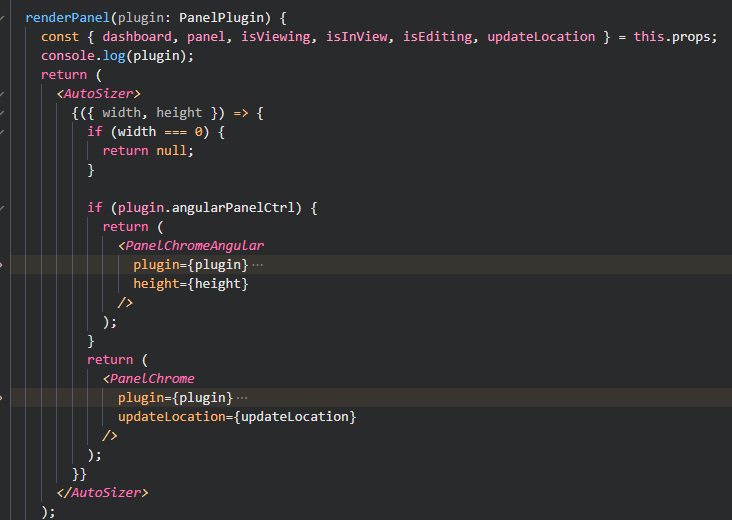 renderPanel(plugin: PanelPlugin) {
const { dashboard, panel, isViewing, isInView, isEditing, updateLocation } = this.props;
console.log(plugin);
return (
<AutoSizer>
{({ width, height }) => {
if (width === 0) {
return null;
}
if (plugin.angularPanelCtrl) {
return (
<PanelChromeAngular
plugin={plugin} ···
height={height}
/>
);
}
return (
<PanelChrome
plugin={plugin} ···
updateLocation={updateLocation}
/>
);
}}
</AutoSizer>
);